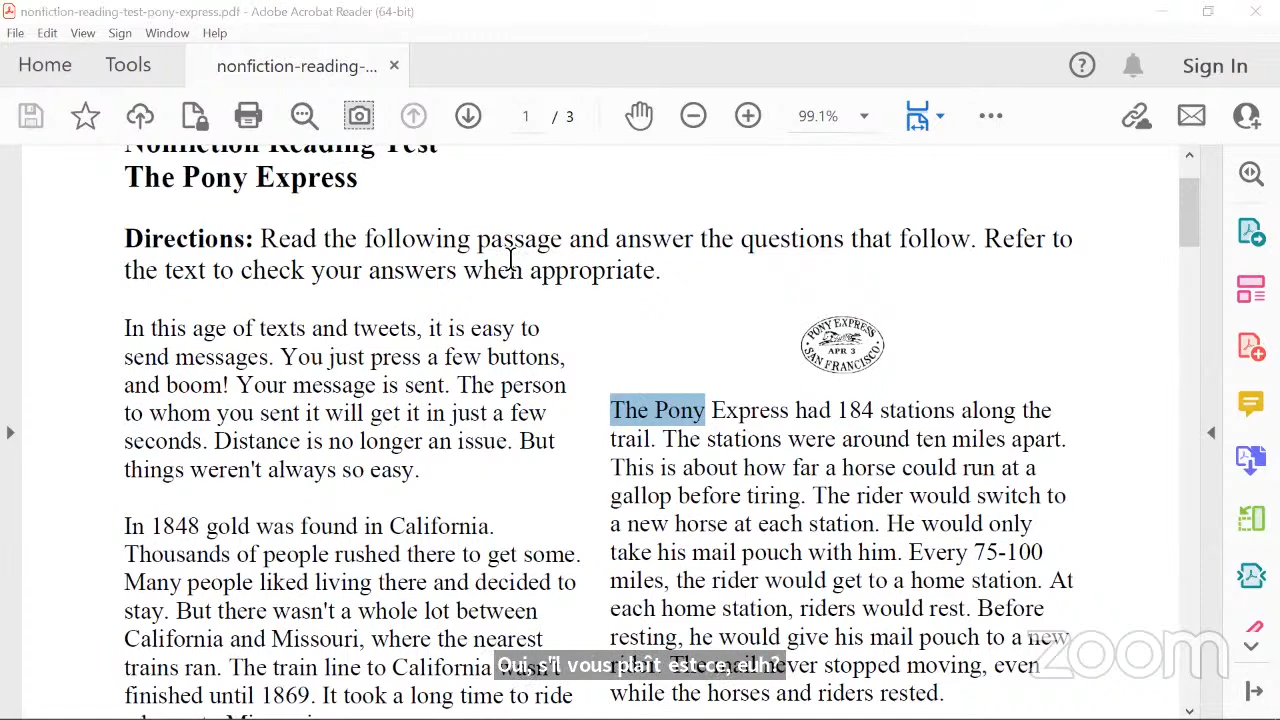 nonfiction-reading-test-pony-express.pdf - Adobe Acrobat Reader (64-bit)
File Edit View Sign Window Help
Home Tools nonfiction-reading-... × Sign In
1 / 3 99.1%
Nonfiction Reading Test
The Pony Express
Directions: Read the following passage and answer the questions that follow. Refer to
the text to check your answers when appropriate.
In this age of texts and tweets, it is easy to
send messages. You just press a few buttons,
and boom! Your message is sent. The person
to whom you sent it will get it in just a few
seconds. Distance is no longer an issue. But
things weren't always so easy.
In 1848 gold was found in California.
Thousands of people rushed there to get some.
Many people liked living there and decided to
stay. But there wasn't a whole lot between
California and Missouri, where the nearest
trains ran. The train line to California wasn't
finished until 1869. It took a long time to ride
PONY EXPRESS
APR 3
SAN FRANCISCO
The Pony Express had 184 stations along the
trail. The stations were around ten miles apart.
This is about how far a horse could run at a
gallop before tiring. The rider would switch to
a new horse at each station. He would only
take his mail pouch with him. Every 75-100
miles, the rider would get to a home station. At
each home station, riders would rest. Before
resting, he would give his mail pouch to a new
rider. The mail never stopped moving, even
while the horses and riders rested.
Oui, s'il vous plaît est-ce, euh?
zoom